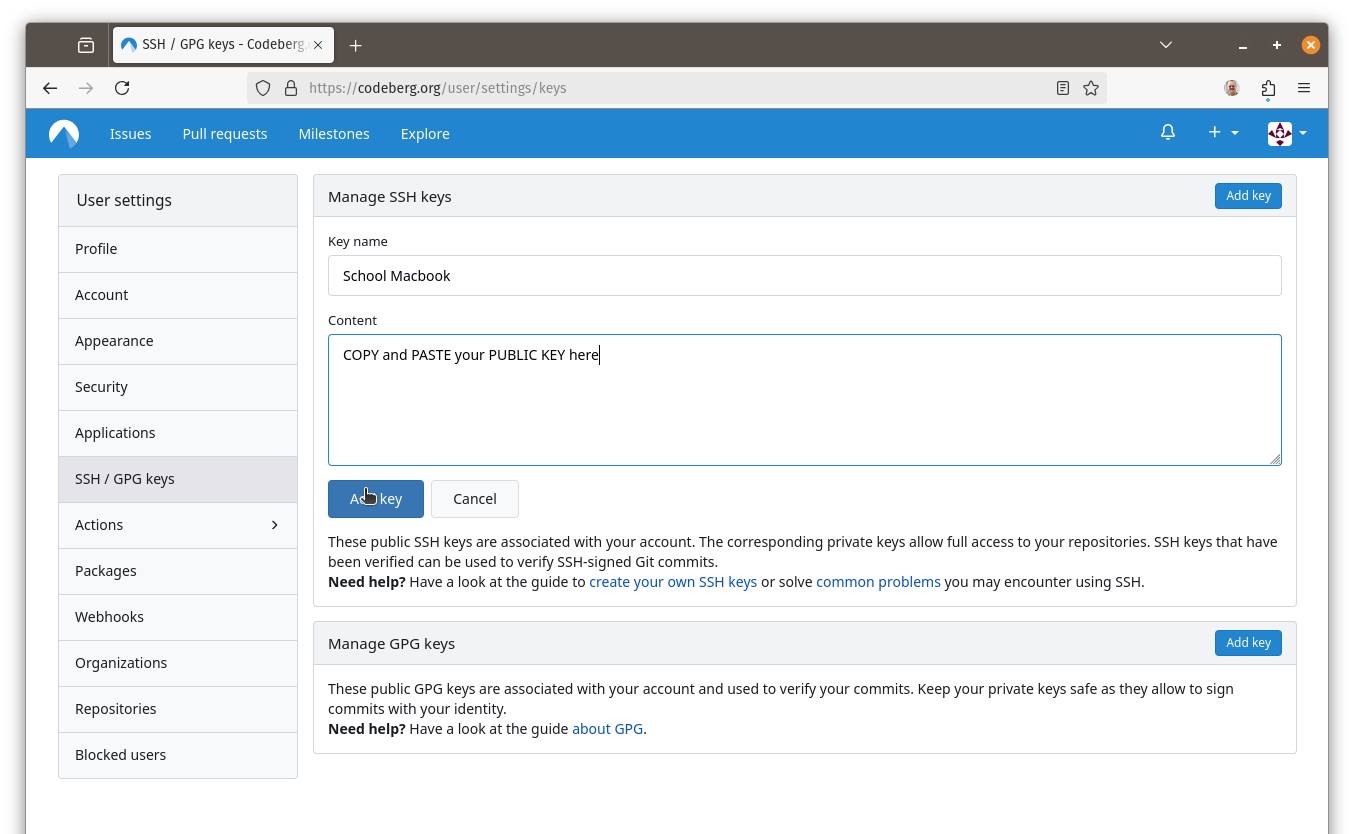 SSH / GPG keys - Codeberg.
https://codeberg.org/user/settings/keys
Issues
Pull requests
Milestones
Explore
User settings
Profile
Account
Appearance
Security
Applications
SSH / GPG keys
Actions
Packages
Webhooks
Organizations
Repositories
Blocked users
Manage SSH keys
Add key
Key name
School Macbook
Content
COPY and PASTE your PUBLIC KEY here
Add key
Cancel
These public SSH keys are associated with your account. The corresponding private keys allow full access to your repositories. SSH keys that have
been verified can be used to verify SSH-signed Git commits.
Need help? Have a look at the guide to create your own SSH keys or solve common problems you may encounter using SSH.
Manage GPG keys
Add key
These public GPG keys are associated with your account and used to verify your commits. Keep your private keys safe as they allow to sign
commits with your identity.
Need help? Have a look at the guide about GPG.